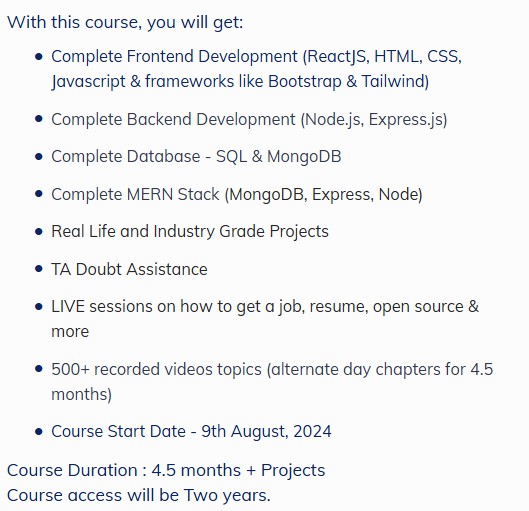 With this course, you will get:
• Complete Frontend Development (ReactJS, HTML, CSS,
Javascript & frameworks like Bootstrap & Tailwind)
• Complete Backend Development (Node.js, Express.js)
• Complete Database - SQL & MongoDB
• Complete MERN Stack (MongoDB, Express, Node)
• Real Life and Industry Grade Projects
• TA Doubt Assistance
• LIVE sessions on how to get a job, resume, open source &
more
• 500+ recorded videos topics (alternate day chapters for 4.5
months)
• Course Start Date - 9th August, 2024
Course Duration : 4.5 months + Projects
Course access will be Two years.